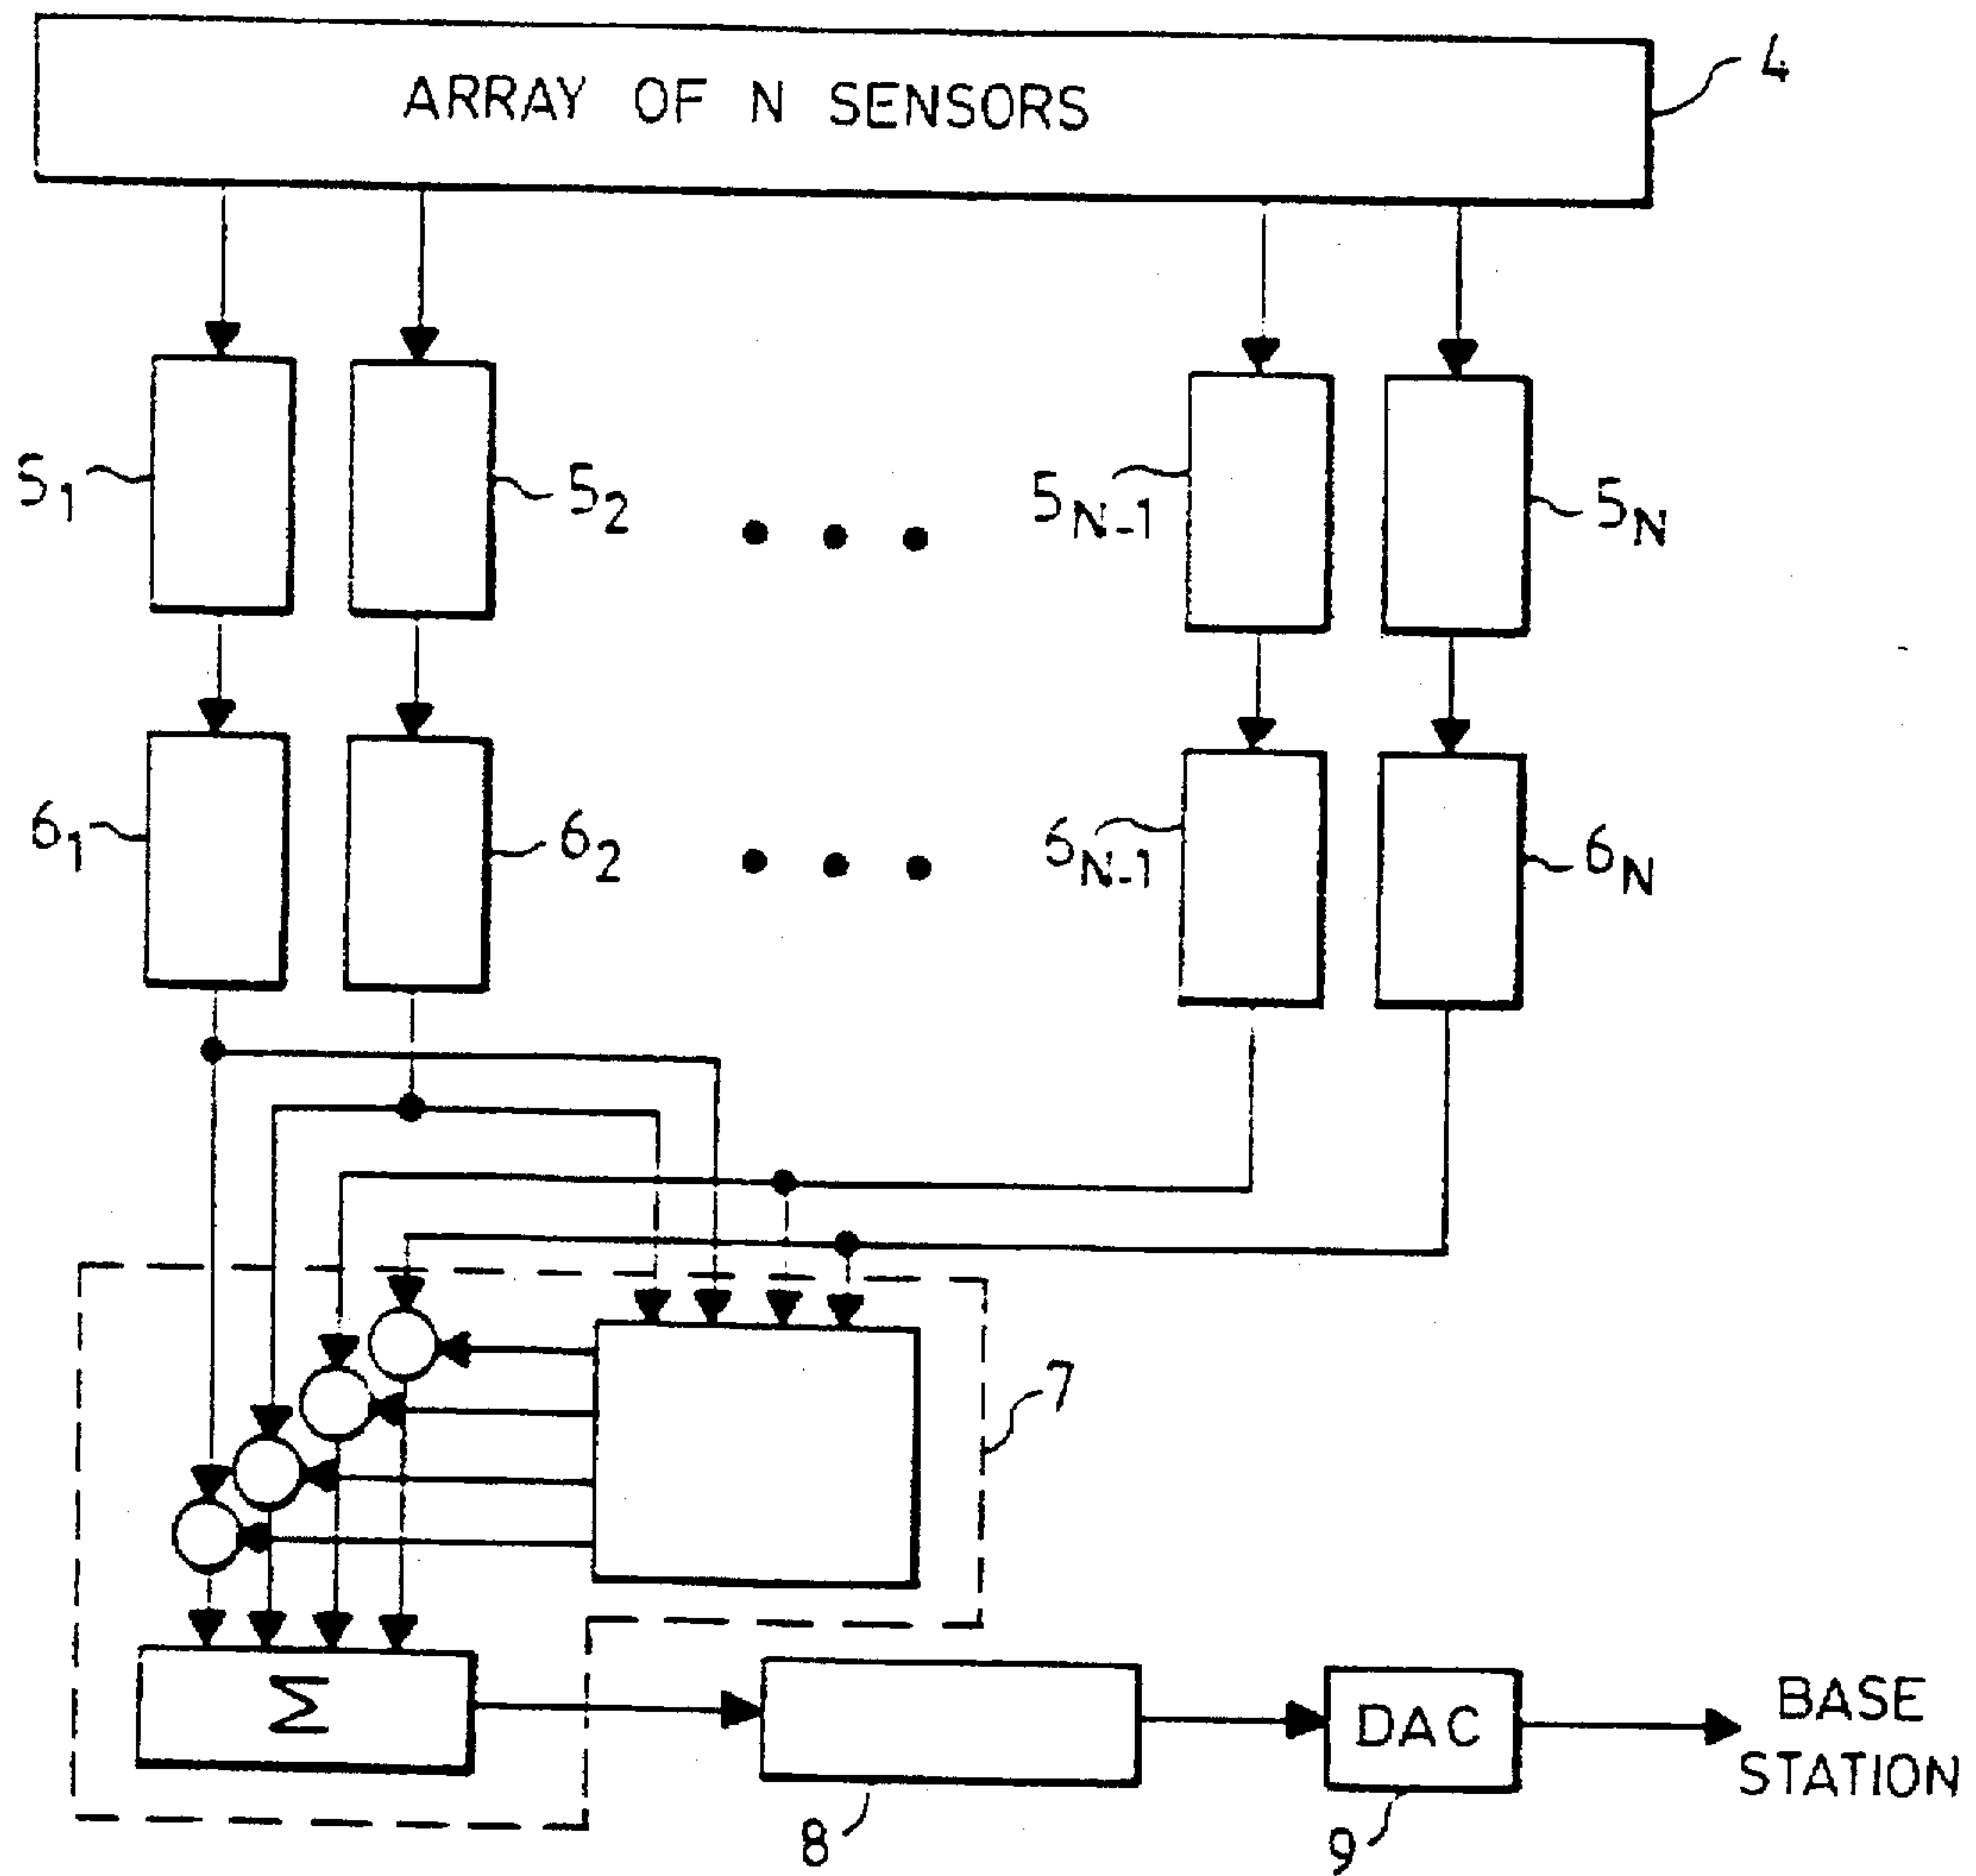 ARRAY OF N SENSORS
4
5₁
5₂
5N-1
5N
6₁
6₂
6N-1
6N
7
Σ
DAC
BASE
STATION
8
9